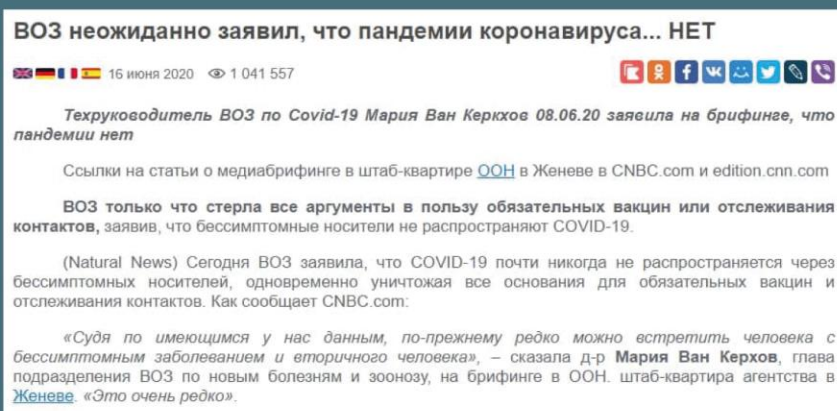 ВОЗ неожиданно заявил, что пандемии коронавируса... НЕТ
16 июня 2020 1 041 557
Техруководитель ВОЗ по Covid-19 Мария Ван Керкхов 08.06.20 заявила на брифинге, что
пандемии нет
Ссылки на статьи о медиабрифинге в штаб-квартире ООН в Женеве в CNBC.com и edition.cnn.com
ВОЗ только что стерла все аргументы в пользу обязательных вакцин или отслеживания
контактов, заявив, что бессимптомные носители не распространяют COVID-19.
(Natural News) Сегодня ВОЗ заявила, что COVID-19 почти никогда не распространяется через
бессимптомных носителей, одновременно уничтожая все основания для обязательных вакцин и
отслеживания контактов. Как сообщает CNBC.com:
«Судя по имеющимся у нас данным, по-прежнему редко можно встретить человека с
бессимптомным заболеванием и вторичного человека», – сказала д-р Мария Ван Керхов, глава
подразделения ВОЗ по новым болезням и зоонозу, на брифинге в ООН. штаб-квартира агентства в
Женеве. «Это очень редко».